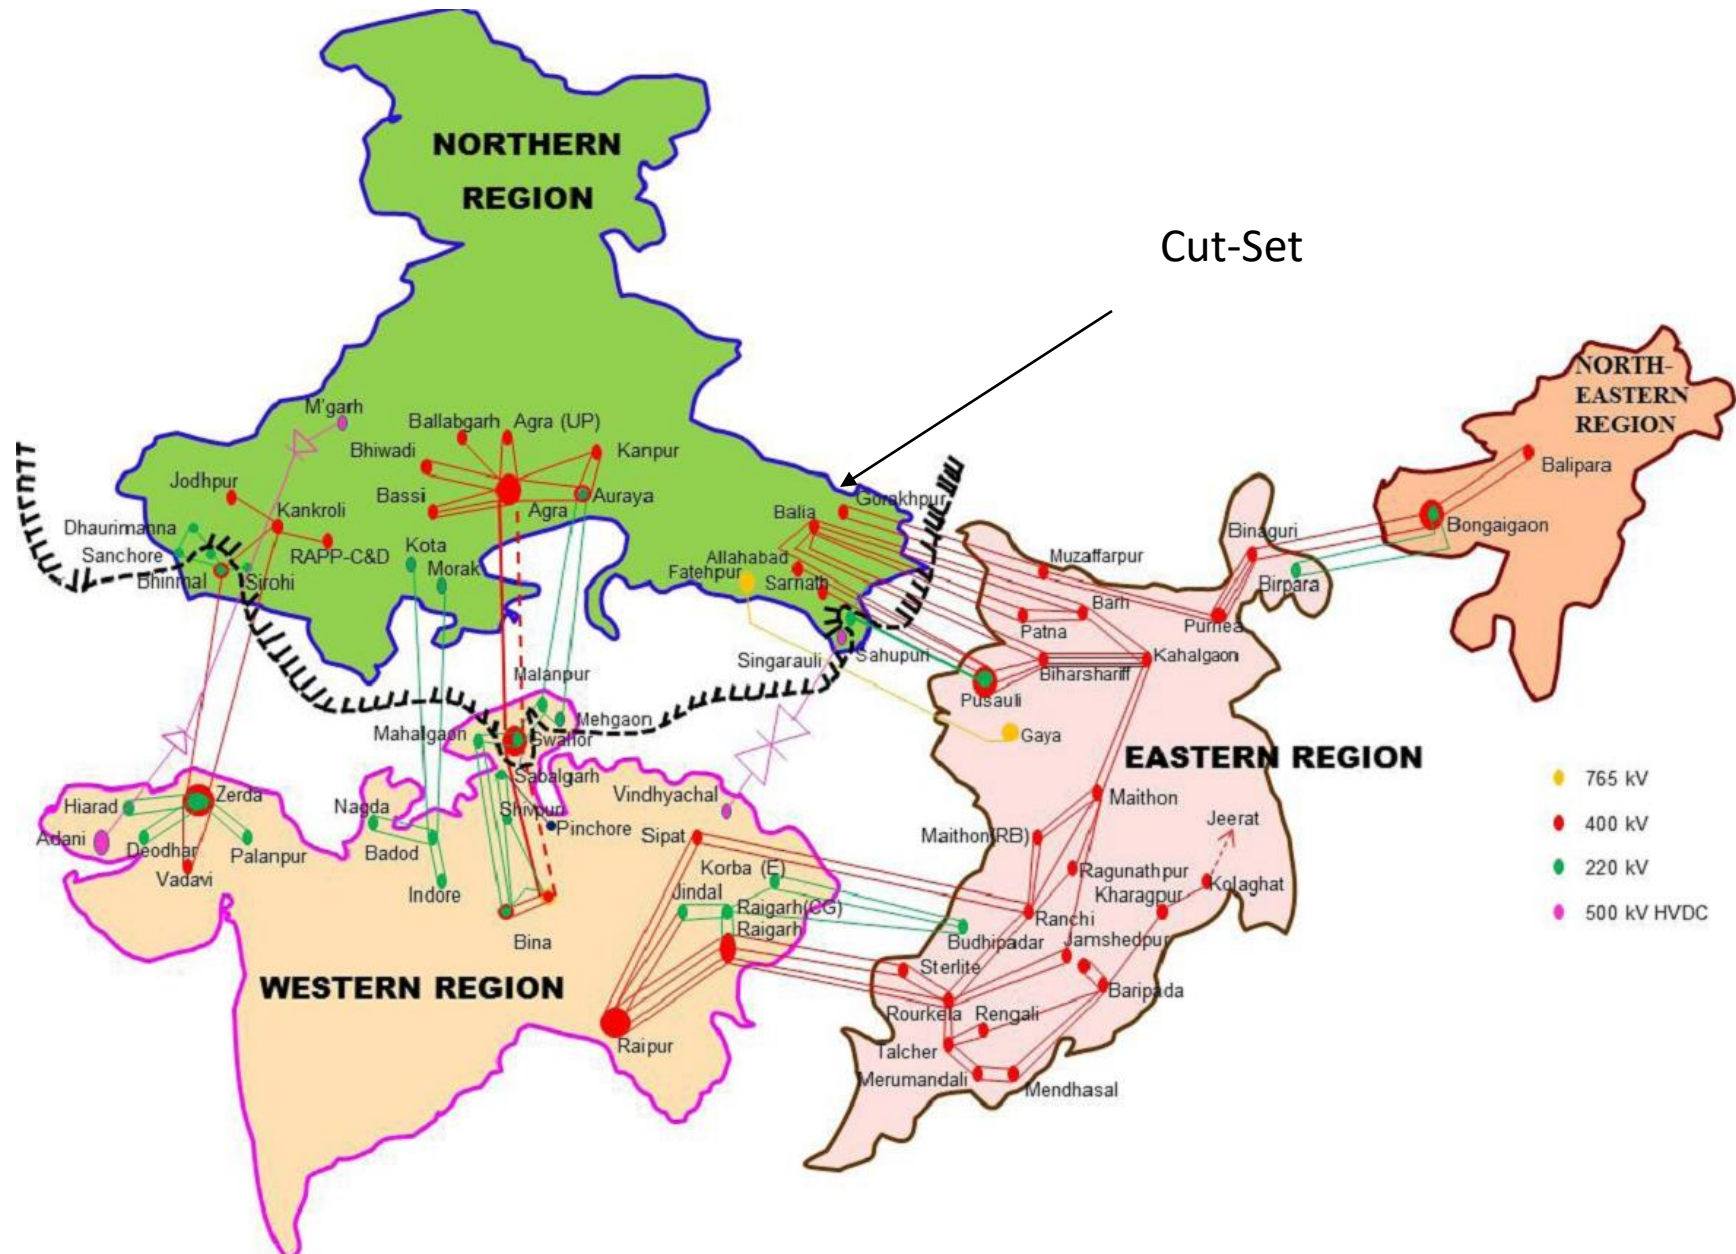 NORTHERN
REGION
Cut-Set
NORTH-
EASTERN
REGION
M'garh
Ballabgarh
Agra (UP)
Bhiwadi
Kanpur
Balipara
Jodhpur
Bassi
Agra
Auraya
Gorakhpur
Kankroli
Balia
Bongaigaon
Dhaurimanna
Binaguri
Sanchore
RAPP-C&D
Kota
Allahabad
Muzaffarpur
Bhinmal
Sirohi
Morak
Fatehpur
Sarnath
Birpara
Barh
Patna
Purnea
Singarauli
Sahupuri
Biharshariff
Kahalgaon
Malanpur
Pusauli
Mahalgaon
Mehgaon
Gwalior
Gaya
EASTERN REGION
Sabalgarh
765 kV
Hiarad
Zerda
Nagda
Shivpuri
Vindhyachal
Maithon
Adani
Pinchore
Sipat
Maithon(RB)
Jeerat
400 kV
Deodhar
Palanpur
Badod
Vadavi
Korba (E)
Ragunathpur
220 kV
Indore
Jindal
Raigarh(CG)
Kharagpur
Kolaghat
Raigarh
Ranchi
500 kV HVDC
Bina
Budhipadar
Jamshedpur
WESTERN REGION
Sterlite
Baripada
Rourkela
Rengali
Raipur
Talcher
Merumandali
Mendhasal